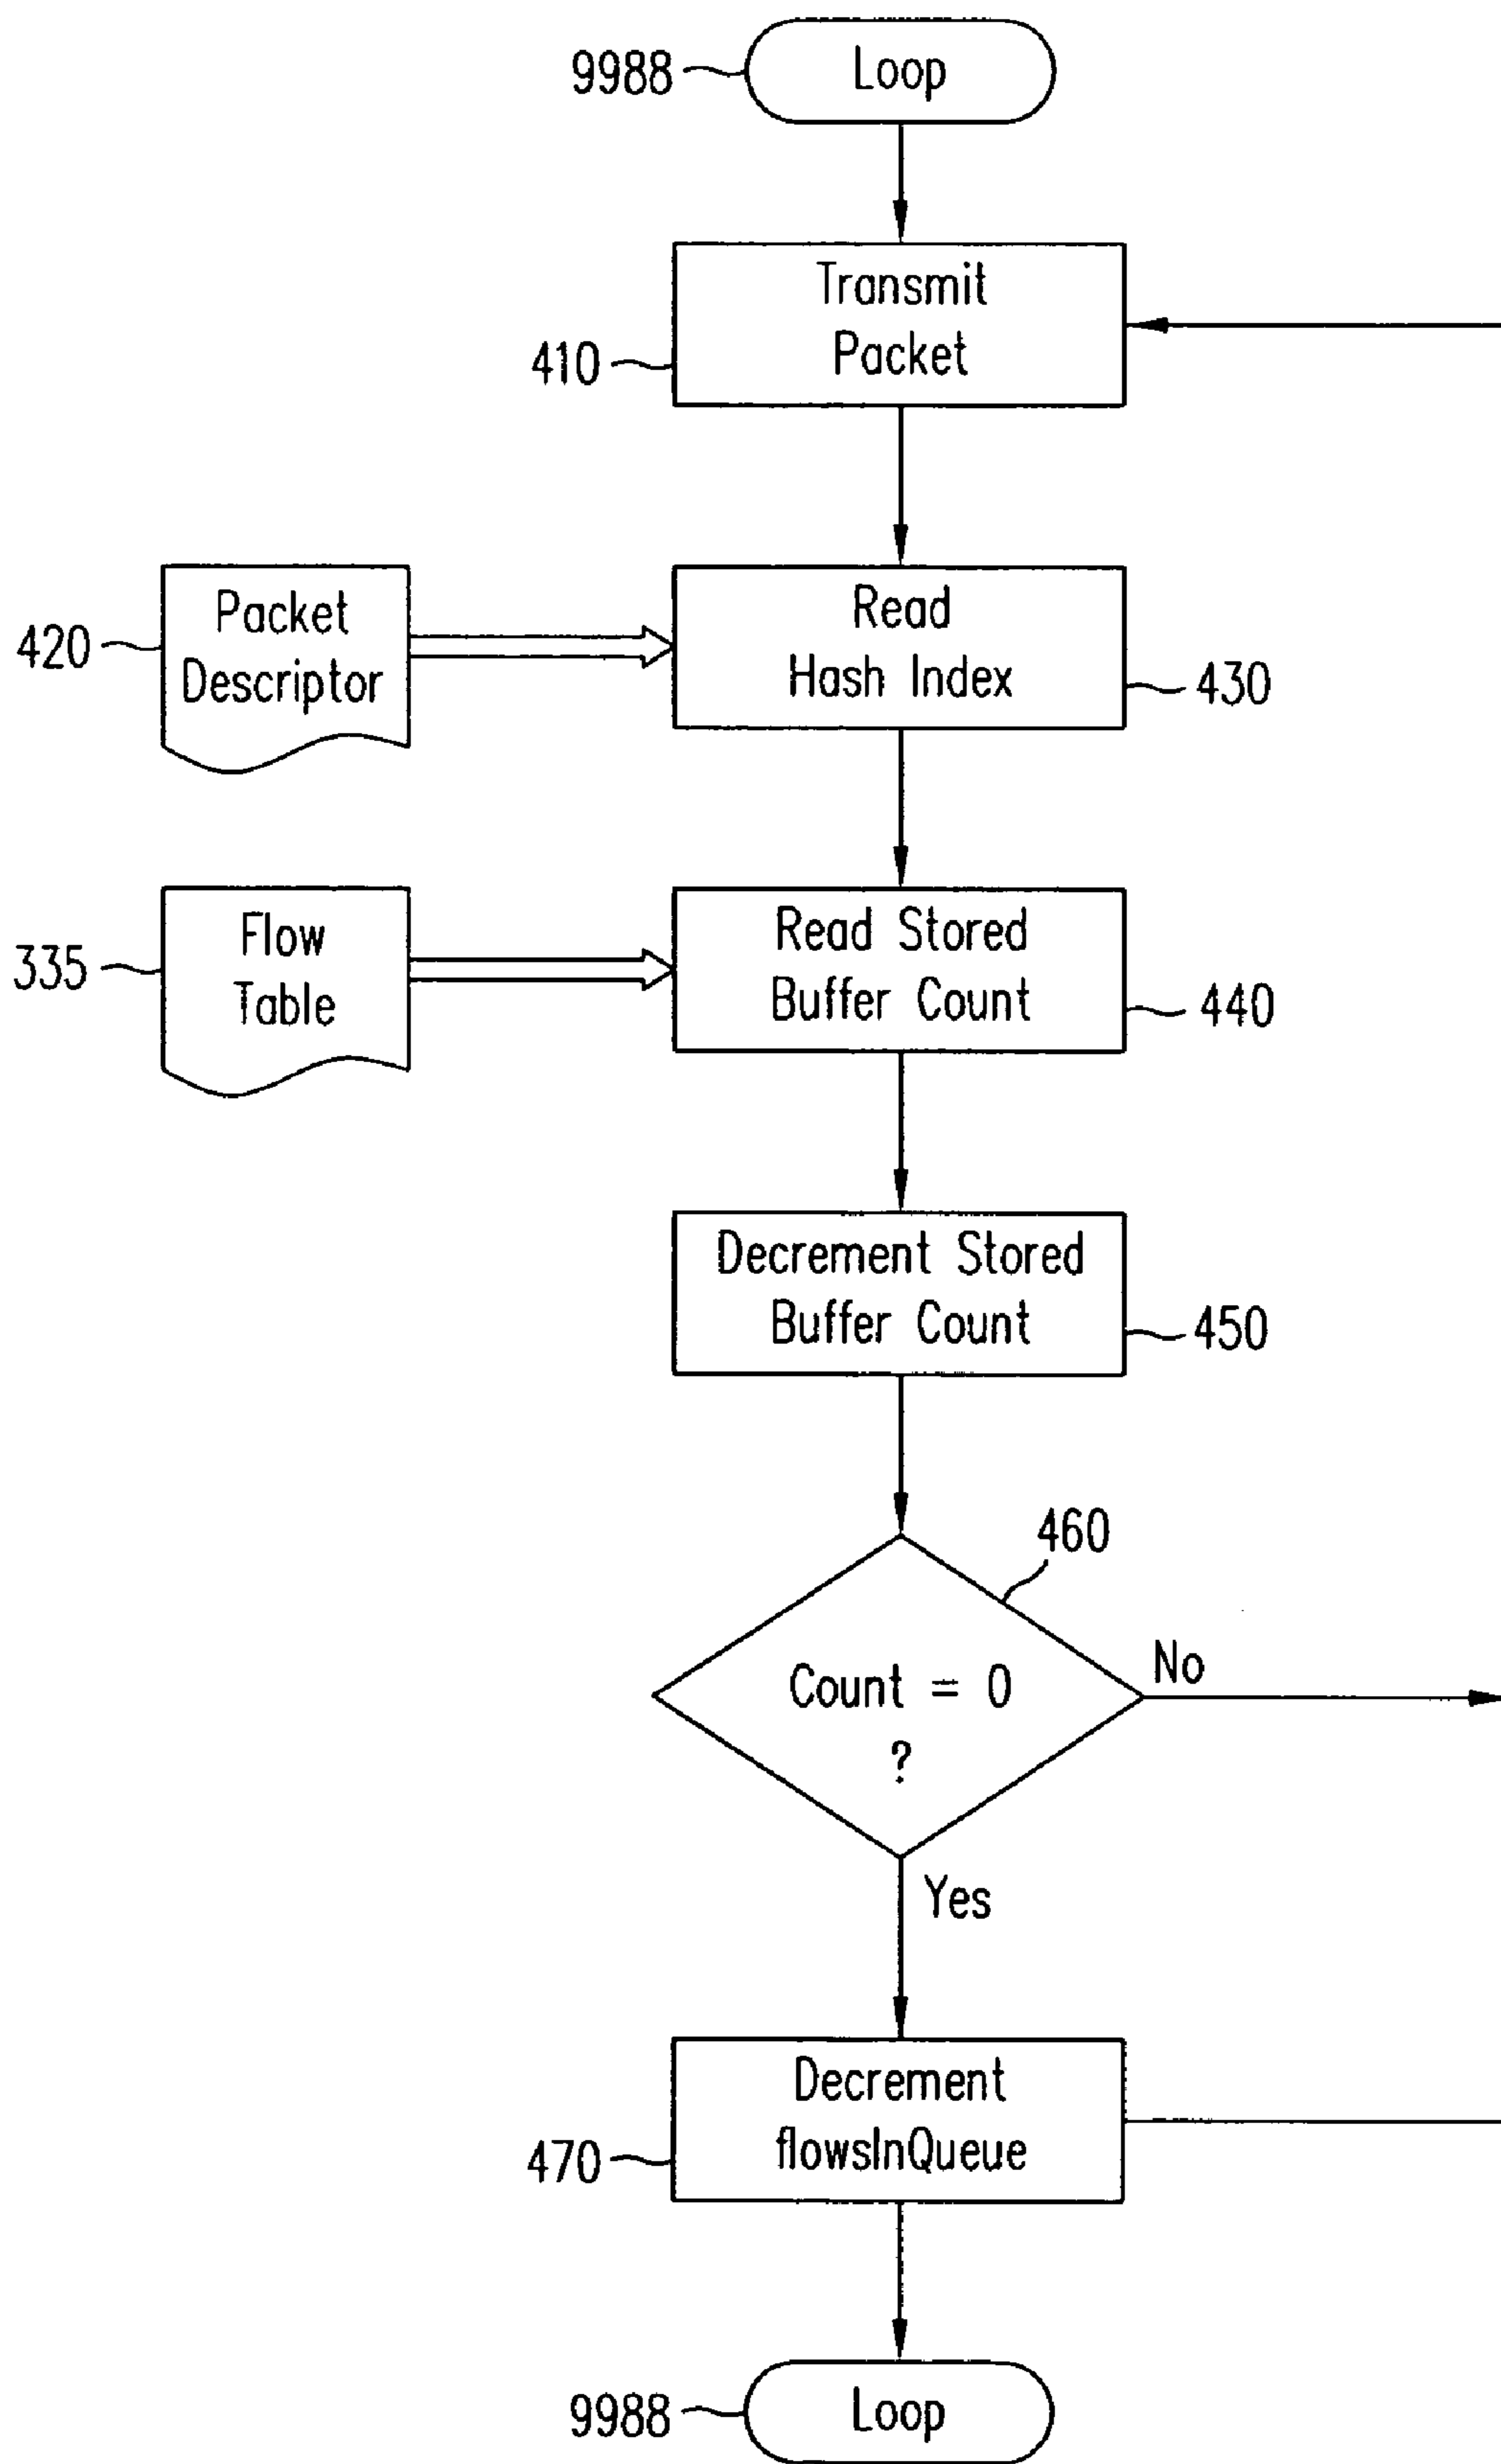 9988
Loop
Transmit
Packet
410
Packet
Descriptor
420
Read
Hash Index
430
Flow
Table
335
Read Stored
Buffer Count
440
Decrement Stored
Buffer Count
450
460
Count = 0
?
No
Yes
Decrement
flowsInQueue
470
9988
Loop